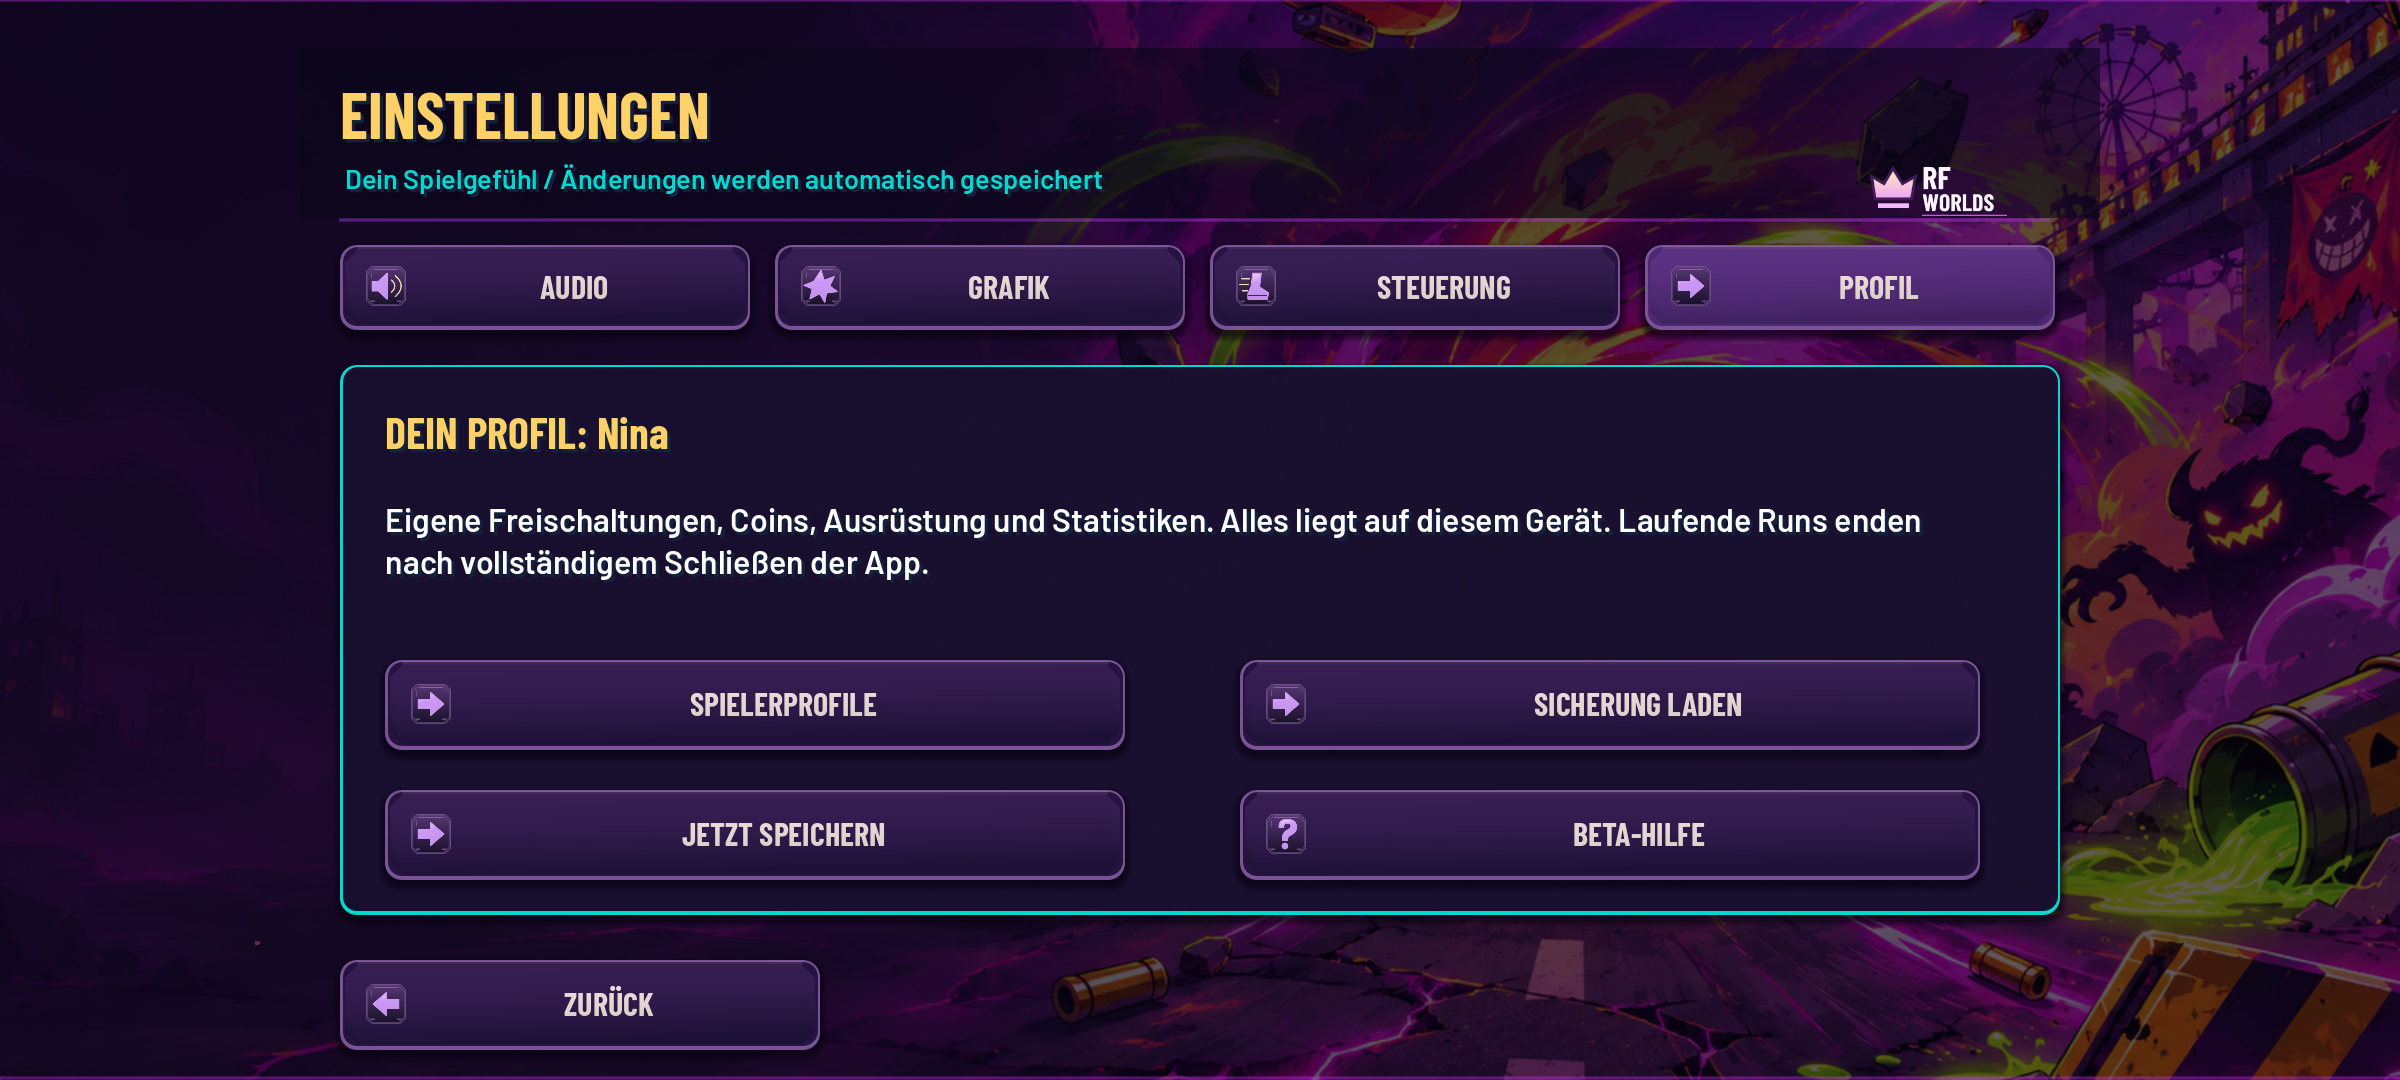 EINSTELLUNGEN
Dein Spielgefühl / Änderungen werden automatisch gespeichert
RF
WORLDS
AUDIO
GRAFIK
STEUERUNG
PROFIL
DEIN PROFIL: Nina
Eigene Freischaltungen, Coins, Ausrüstung und Statistiken. Alles liegt auf diesem Gerät. Laufende Runs enden
nach vollständigem Schließen der App.
SPIELERPROFILE
SICHERUNG LADEN
JETZT SPEICHERN
BETA-HILFE
ZURÜCK